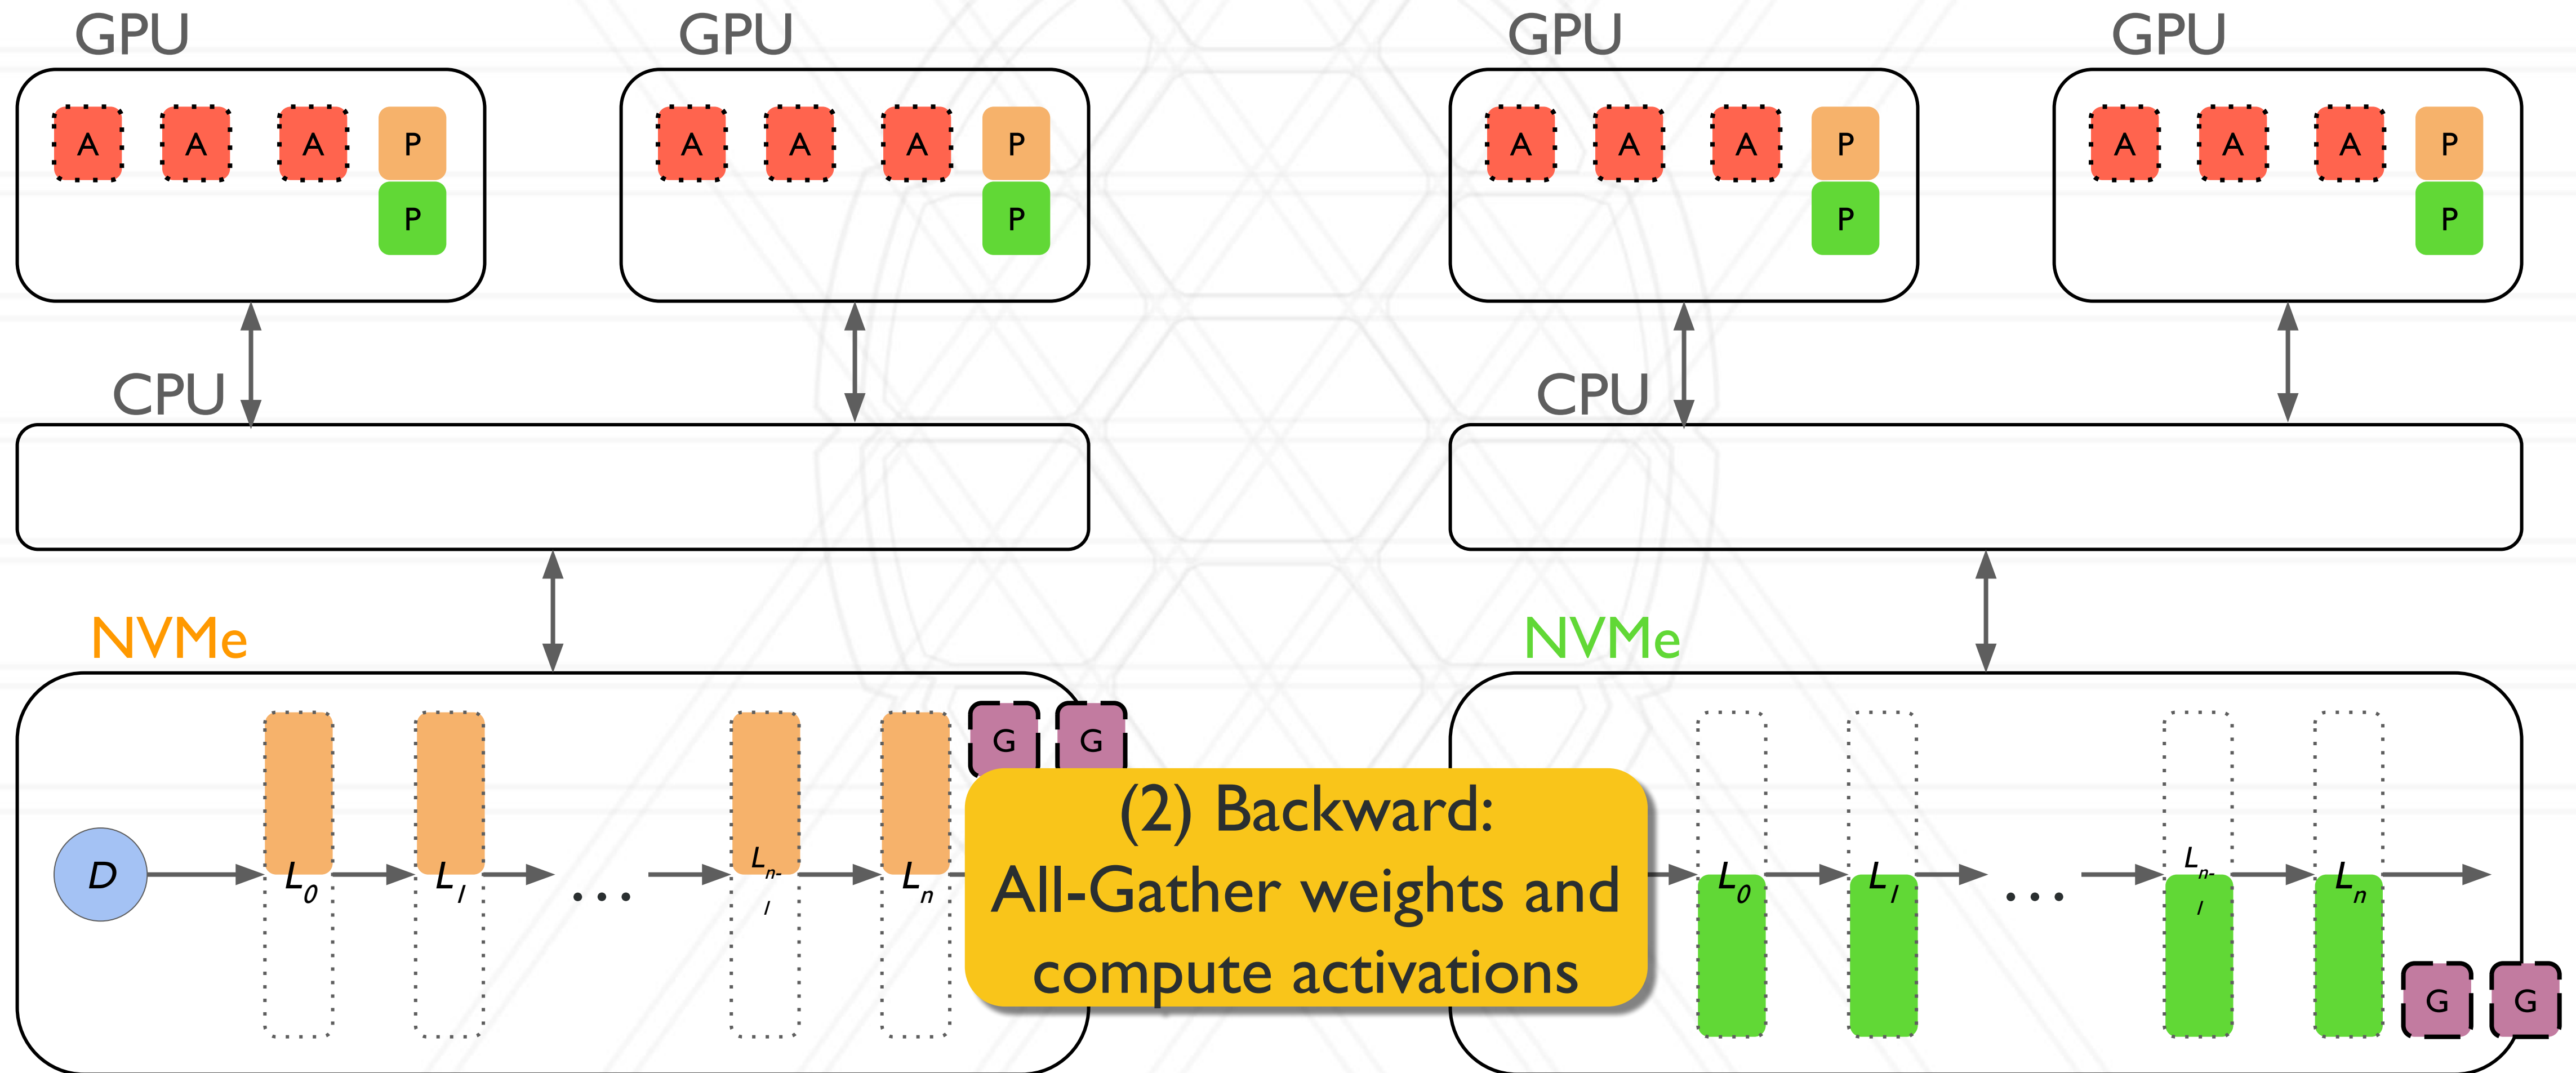 GPU GPU GPU GPU
A A A P A A A P A A A P A A A P
P P P P
CPU CPU
NVMe NVMe
G G
(2) Backward:
All-Gather weights and
compute activations
D L0 L1 ... Ln-1 Ln L0 L1 ... Ln-1 Ln
G G